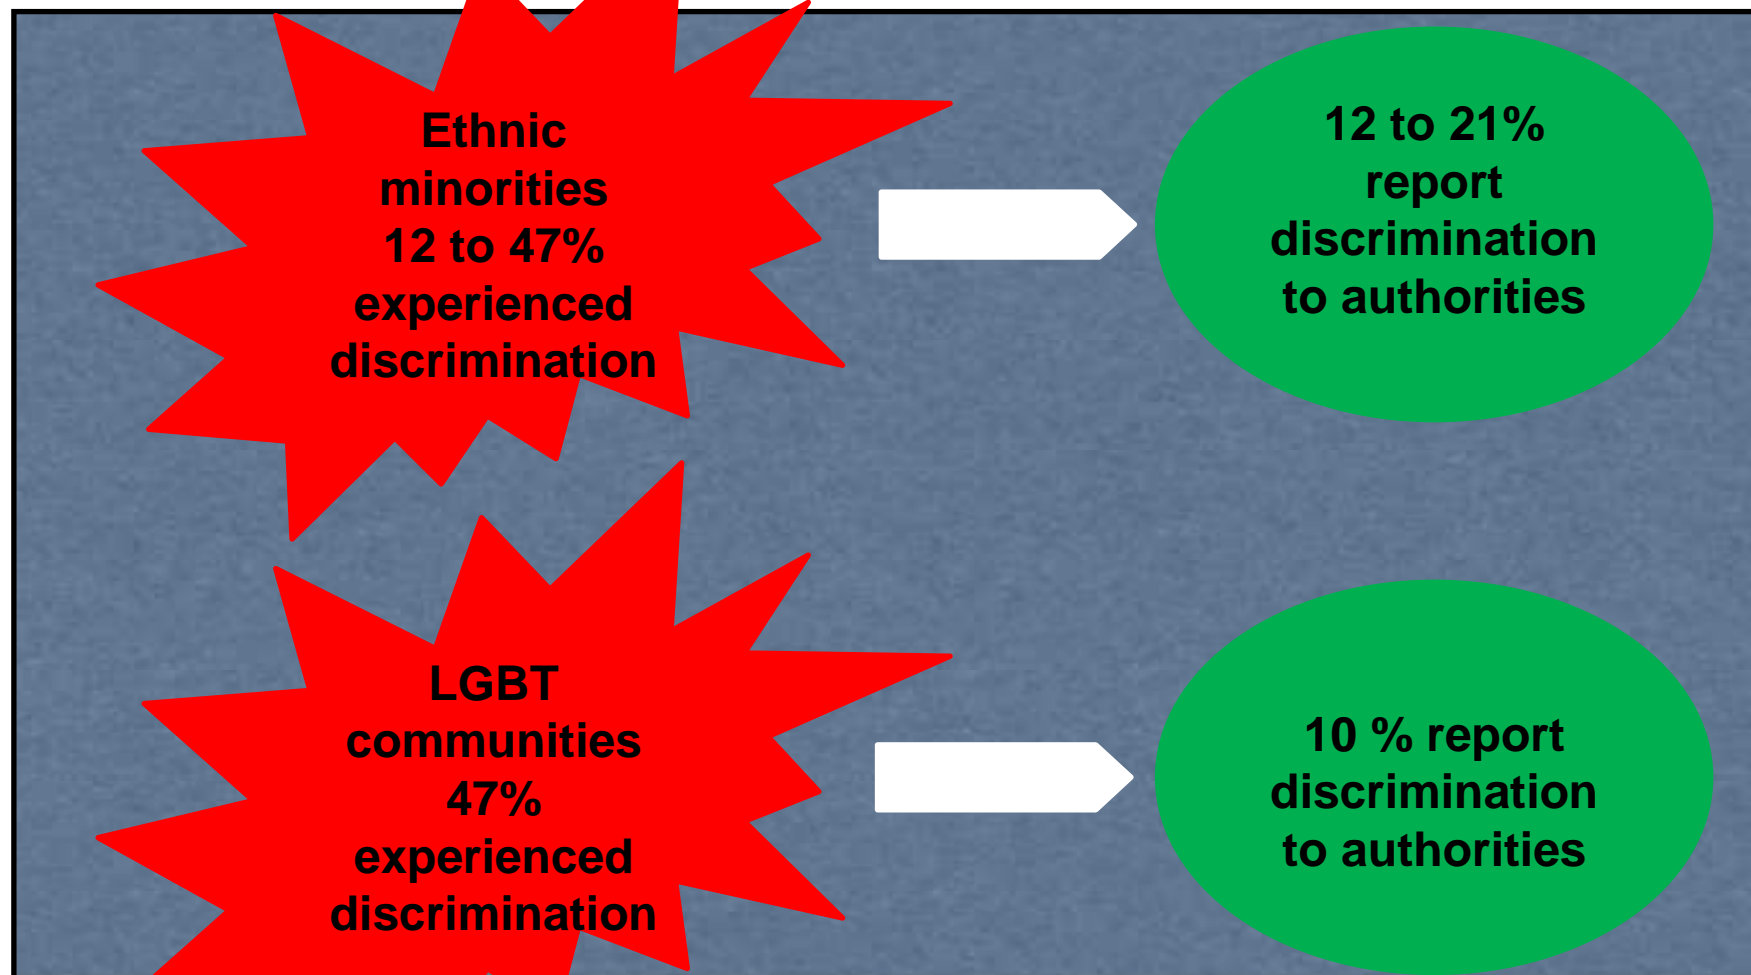 Ethnic
minorities
12 to 47%
experienced
discrimination
12 to 21%
report
discrimination
to authorities
LGBT
communities
47%
experienced
discrimination
10 % report
discrimination
to authorities